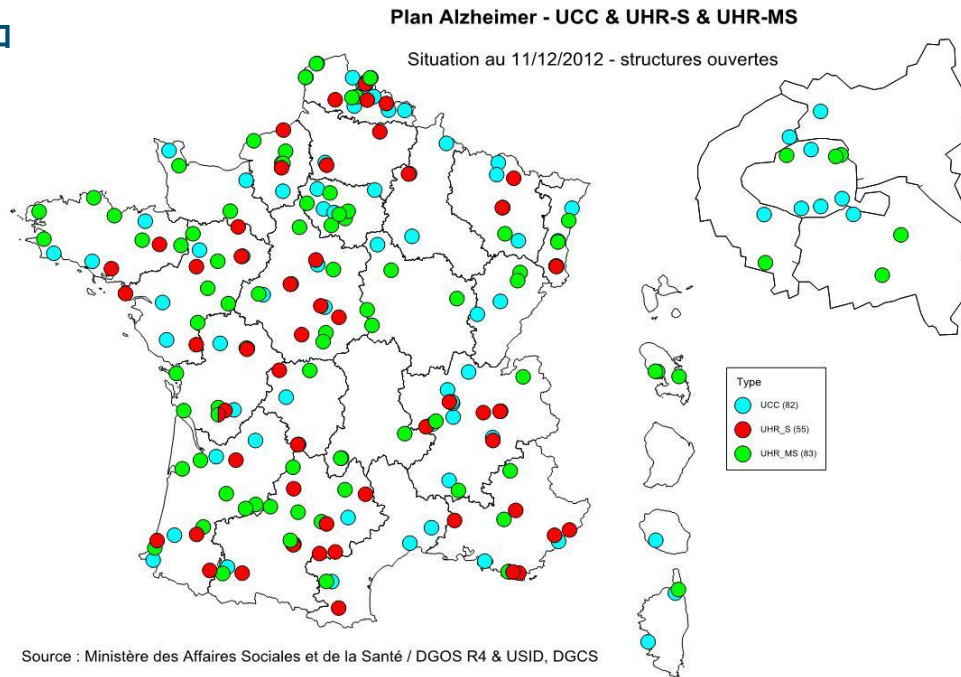 Plan Alzheimer - UCC & UHR-S & UHR-MS
Situation au 11/12/2012 - structures ouvertes
Type
UCC (82)
UHR_S (55)
UHR_MS (83)
Source : Ministère des Affaires Sociales et de la Santé / DGOS R4 & USID, DGCS